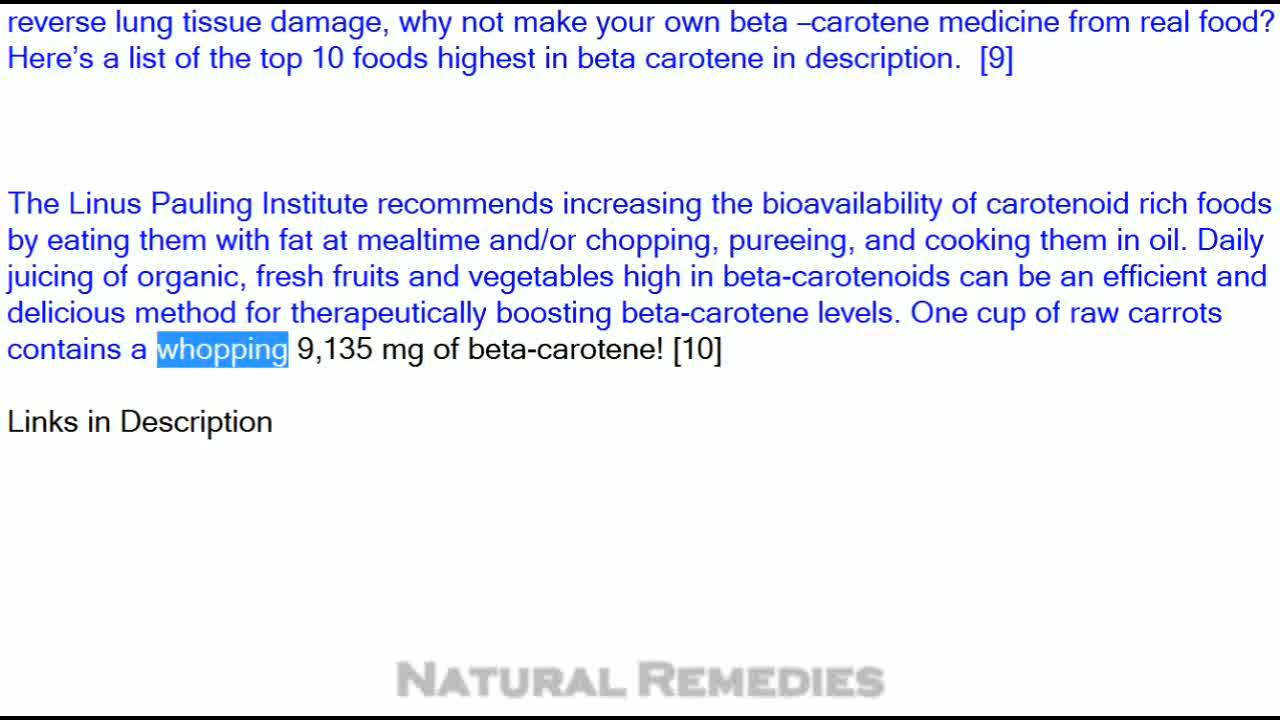 reverse lung tissue damage, why not make your own beta –carotene medicine from real food?
Here’s a list of the top 10 foods highest in beta carotene in description.  [9]
The Linus Pauling Institute recommends increasing the bioavailability of carotenoid rich foods
by eating them with fat at mealtime and/or chopping, pureeing, and cooking them in oil. Daily
juicing of organic, fresh fruits and vegetables high in beta-carotenoids can be an efficient and
delicious method for therapeutically boosting beta-carotene levels. One cup of raw carrots
contains a whopping 9,135 mg of beta-carotene! [10]
Links in Description
NATURAL REMEDIES